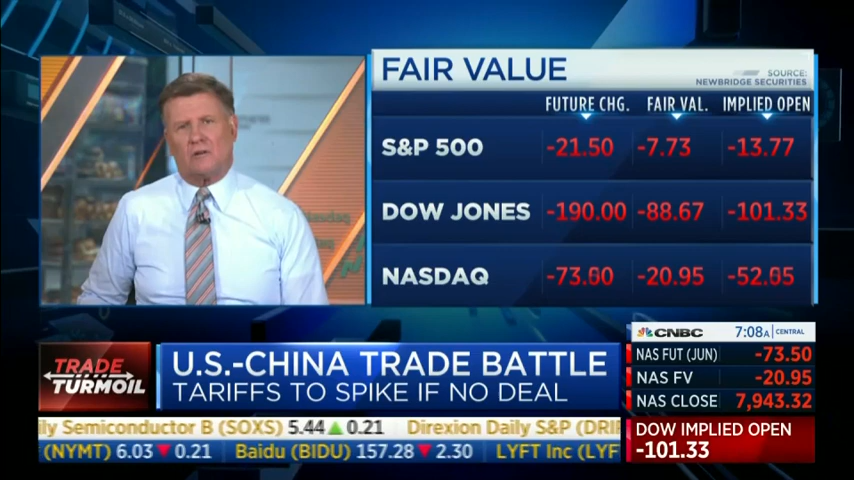 FAIR VALUE
SOURCE:
NEWBRIDGE SECURITIES
FUTURE CHG. FAIR VAL. IMPLIED OPEN
S&P 500 -21.50 -7.73 -13.77
DOW JONES -190.00 -88.67 -101.33
NASDAQ -20.95
Nasdaq
TRADE
TURMOIL
U.S.-CHINA TRADE BATTLE
TARIFFS TO SPIKE IF NO DEAL
CNBC 7:08A CENTRAL
NAS FUT (JUN) -73.50
NAS FV -20.95
NAS CLOSE 7,943.32
DOW IMPLIED OPEN
-101.33
ily Semiconductor B (SOXS) 5.44 ▲ 0.21 Direxion Daily S&P (DRI
(NYMT) 6.03 ▼ 0.21 Baidu (BIDU) 157.28 ▼ 2.30 LYFT Inc (LYF